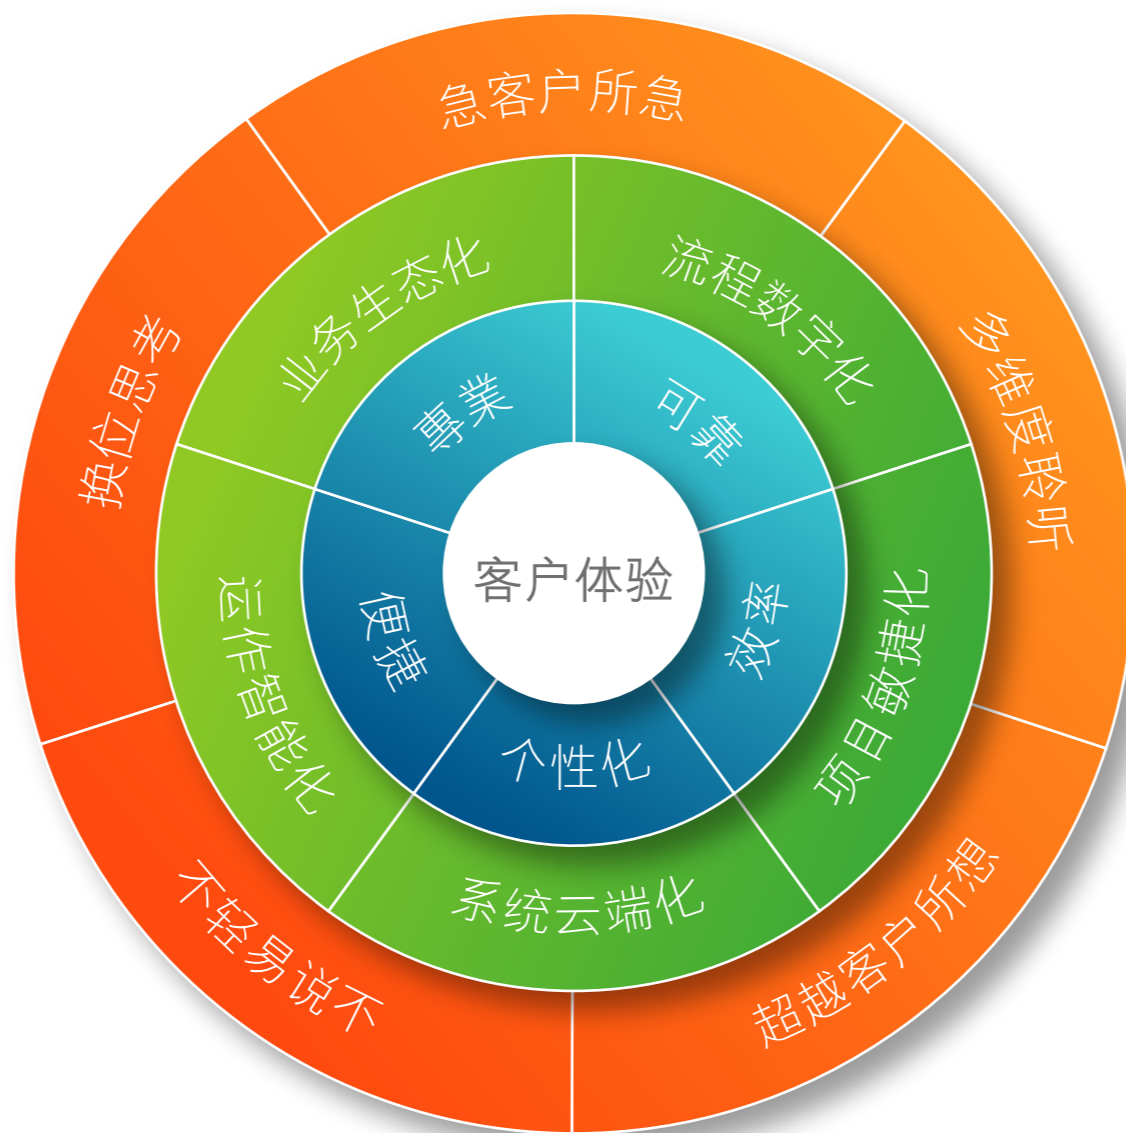 急客户所急
多维度聆听
超越客户所想
不轻易说不
换位思考
业务生态化
流程数字化
项目敏捷化
系统云端化
运作智能化
專業
可靠
效率
个性化
便捷
客户体验